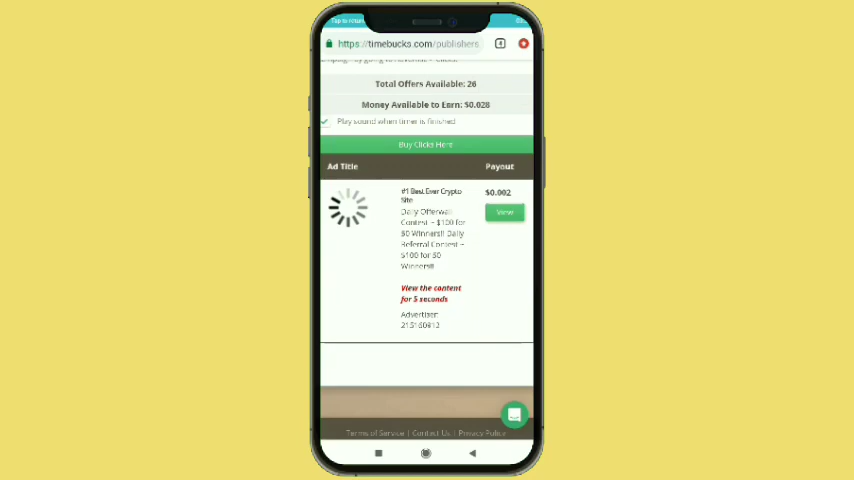 Tap to return
https://timebucks.com/publishers
Total Offers Available: 26
Money Available to Earn: $0.028
Play sound when timer is finished
Buy Clicks Here
Ad Title
Payout
#1 Best Ever Crypto
Site
$0.002
Daily Offerwall
View
Contest ~ $100 for
50 Winners!! Daily
Referral Contest ~
$100 for 50
Winners!!
View the content
for 5 seconds
Advertiser:
Terms of Service | Contact Us | Privacy Policy